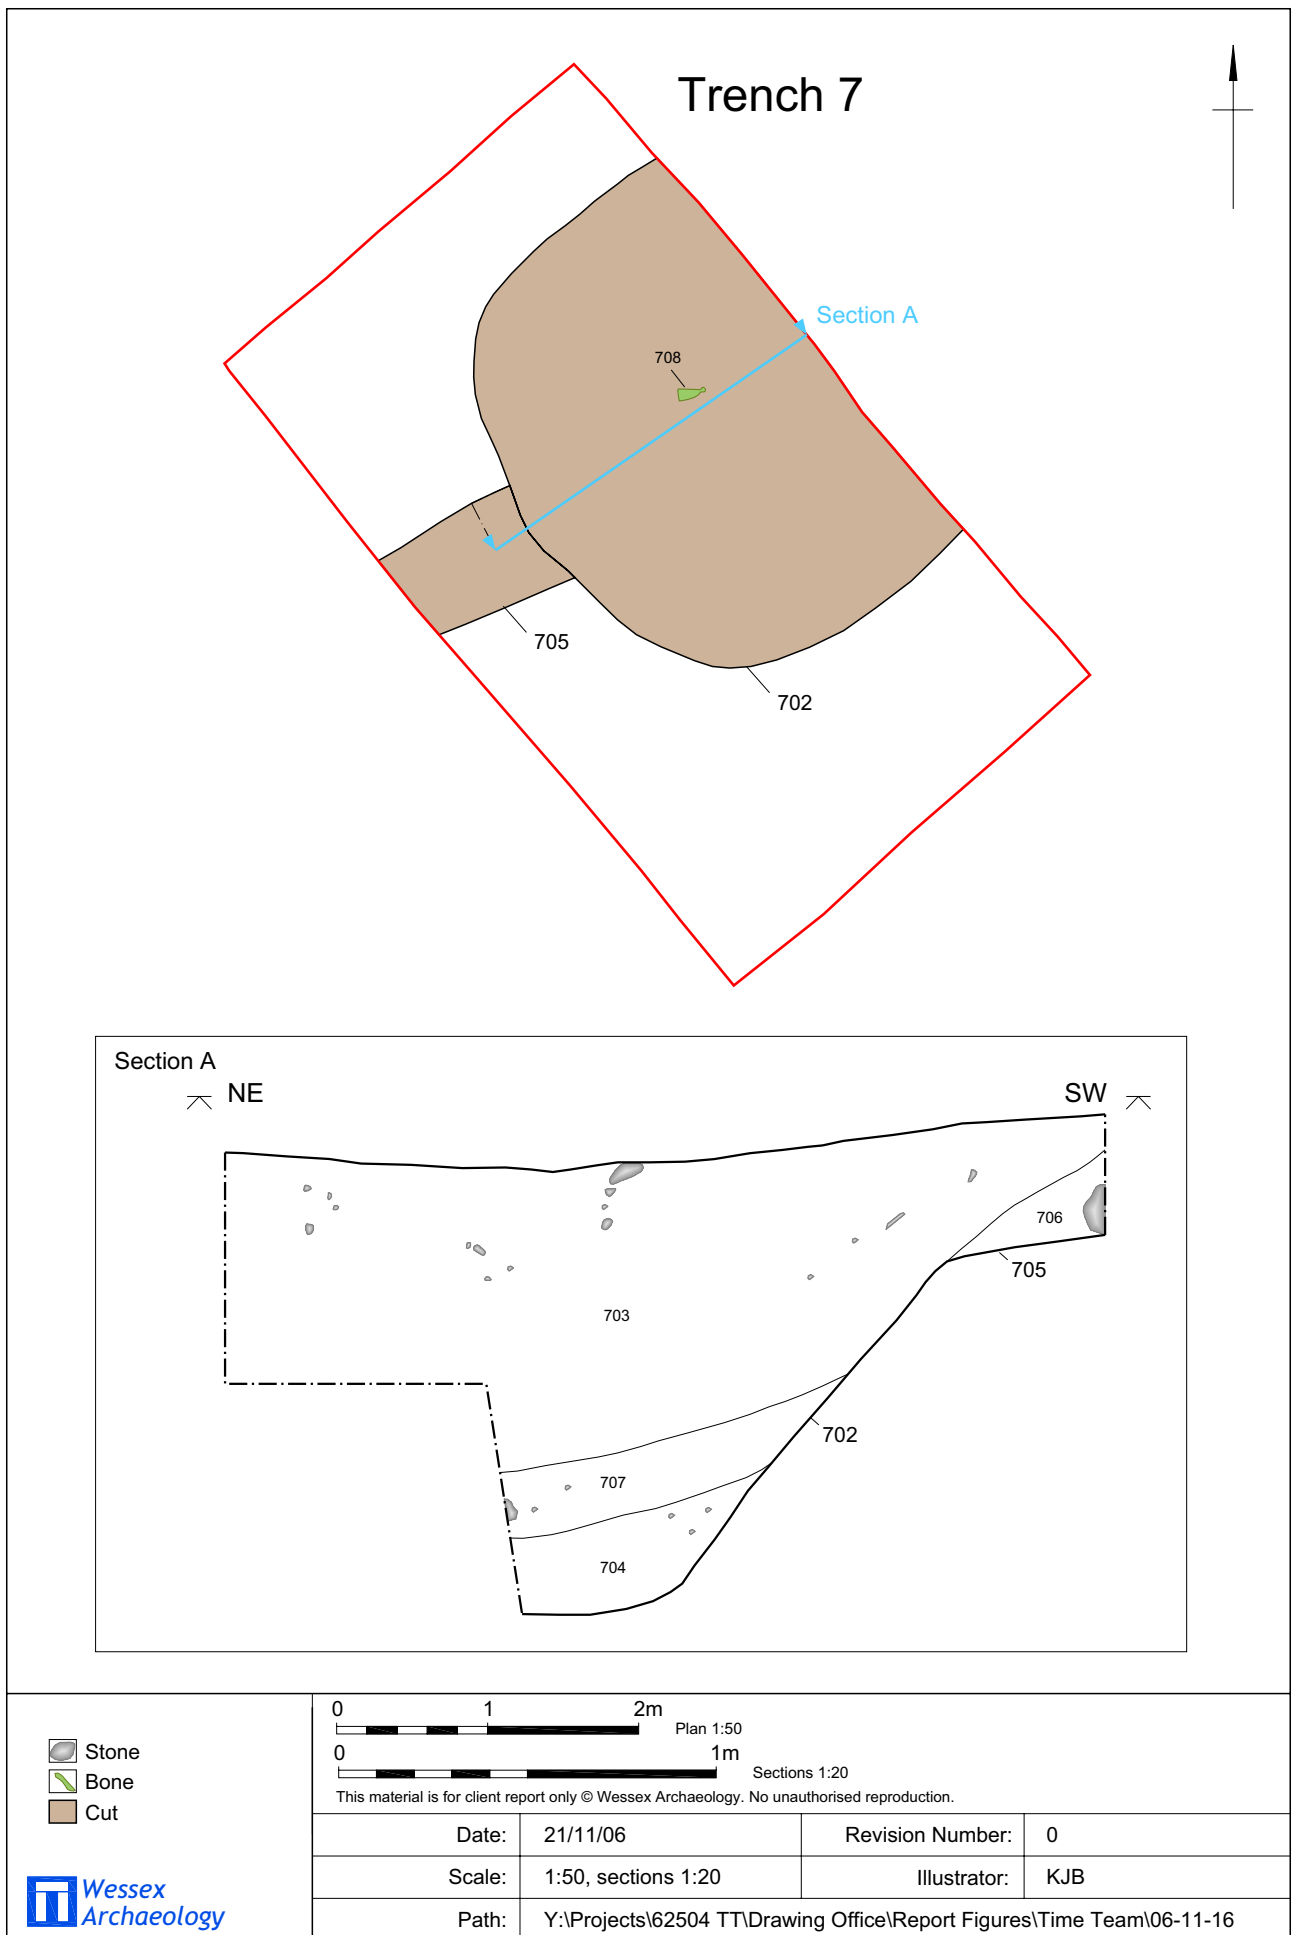 Trench 7
Section A
708
705
702
Section A
NE SW
706
705
703
702
707
704
Stone
Bone
Cut
Wessex
Archaeology
0 1 2m
Plan 1:50
0 1m
Sections 1:20
This material is for client report only © Wessex Archaeology. No unauthorised reproduction.
Date: 21/11/06 Revision Number: 0
Scale: 1:50, sections 1:20 Illustrator: KJB
Path: Y:\Projects\62504 TT\Drawing Office\Report Figures\Time Team\06-11-16